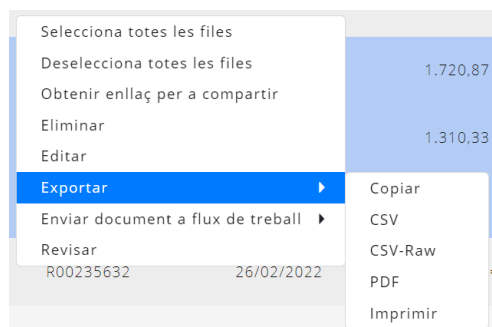 Selecciona totes les files
Deselecciona totes les files
1.720,87
Obtenir enllaç per a compartir
Eliminar
1.310,33
Editar
Exportar
Copiar
Enviar document a flux de treball
CSV
Revisar
CSV-Raw
R00235632 26/02/2022
PDF
Imprimir